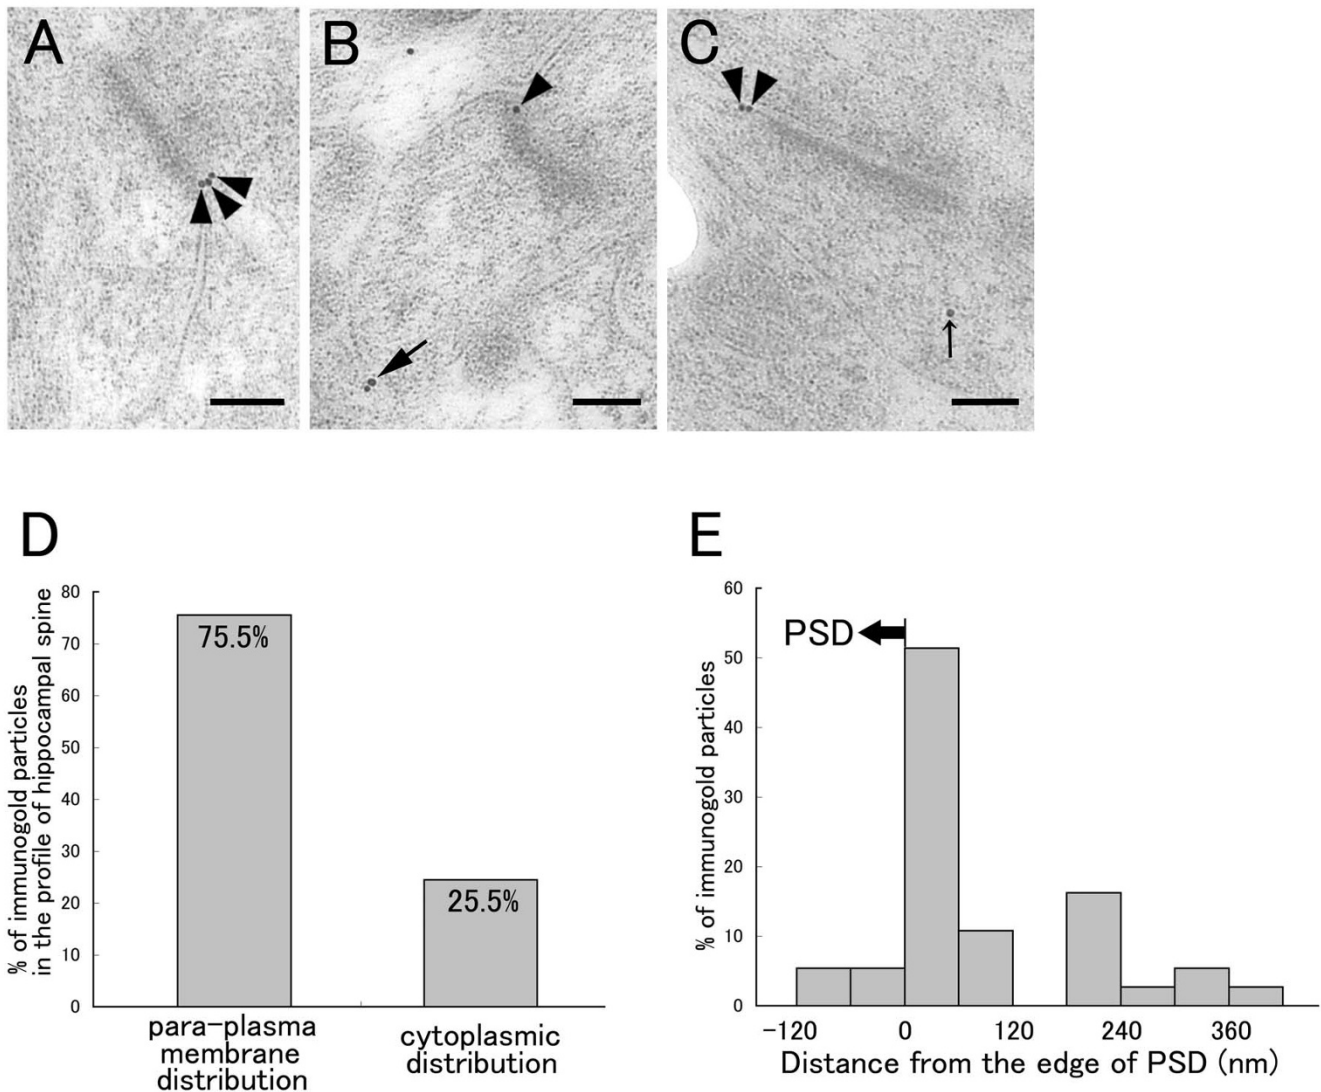 A
B
C
D
% of immunogold particles
in the profile of hippocampal spine
80
70
60
50
40
30
20
10
0
75.5%
25.5%
para-plasma
membrane
distribution
cytoplasmic
distribution
E
% of immunogold particles
60
50
40
30
20
10
0
PSD
-120
0
120
240
360
Distance from the edge of PSD (nm)